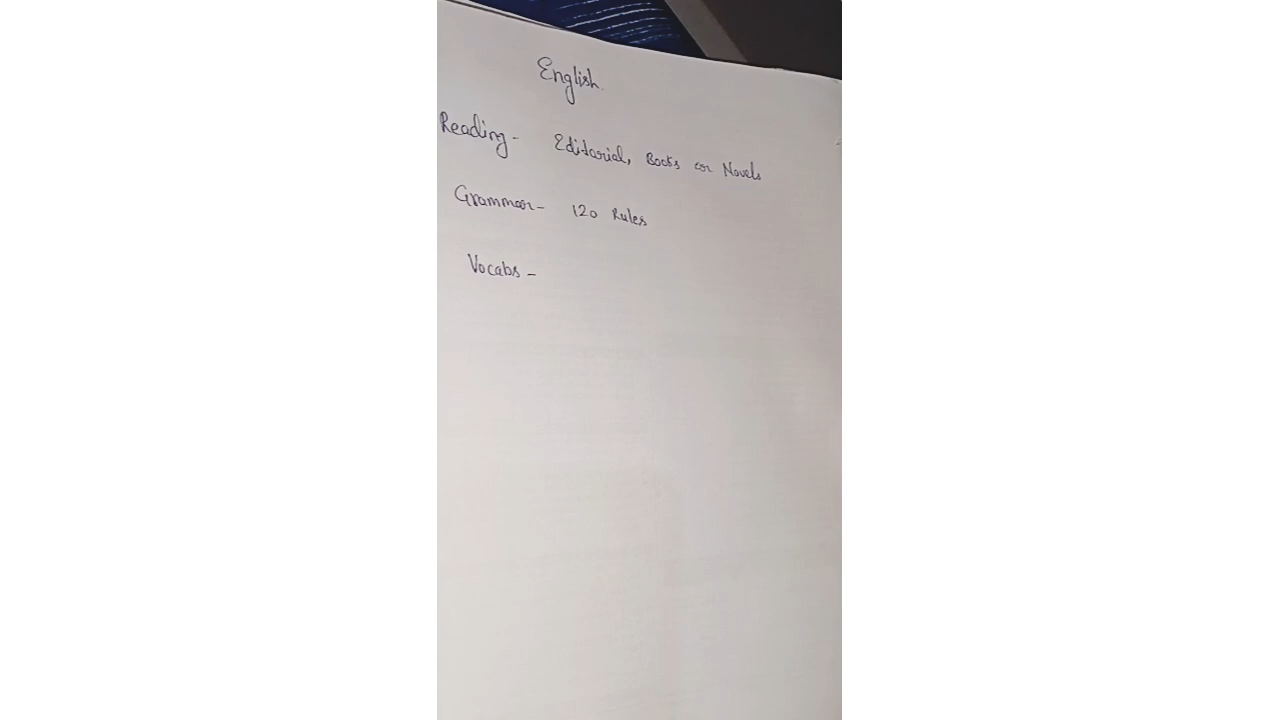 English.
Reading - Editorial, Books or Novels
Grammar - 120 Rules
Vocabs -